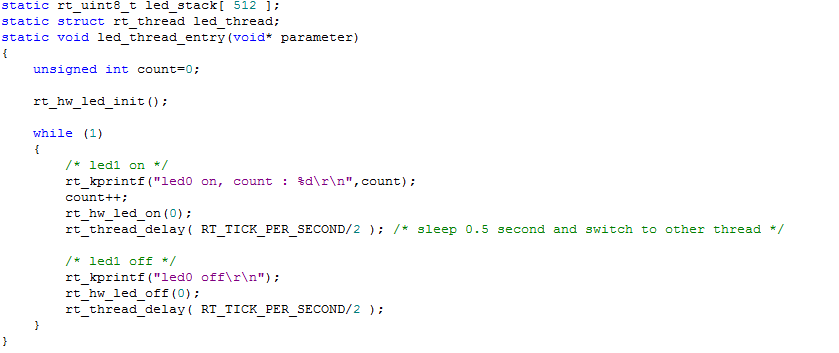 static rt_uint8_t led_stack[ 512 ];
static struct rt_thread led_thread;
static void led_thread_entry(void* parameter)
{
    unsigned int count=0;

    rt_hw_led_init();

    while (1)
    {
        /* led1 on */
        rt_kprintf("led0 on, count : %d\r\n",count);
        count++;
        rt_hw_led_on(0);
        rt_thread_delay( RT_TICK_PER_SECOND/2 ); /* sleep 0.5 second and switch to other thread */

        /* led1 off */
        rt_kprintf("led0 off\r\n");
        rt_hw_led_off(0);
        rt_thread_delay( RT_TICK_PER_SECOND/2 );
    }
}